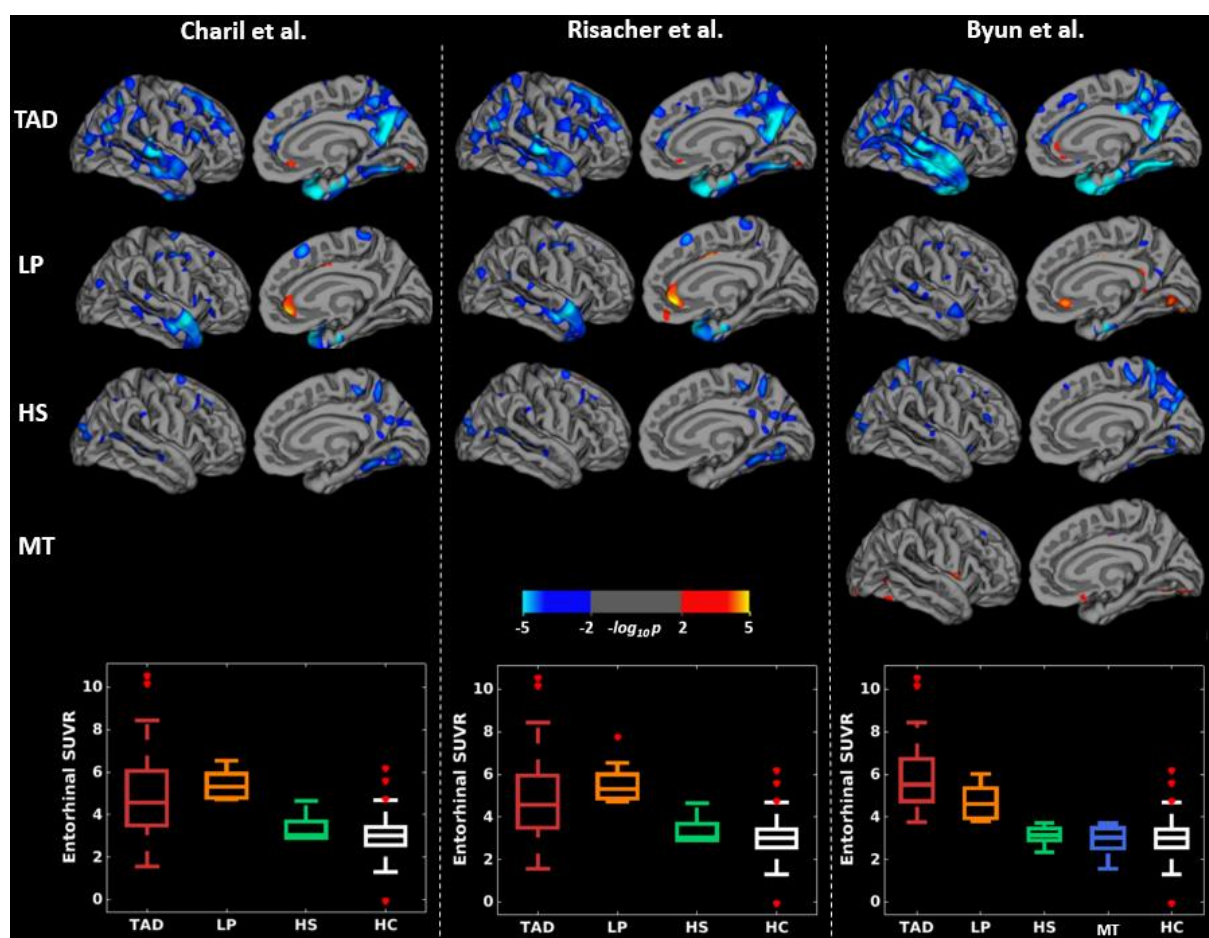 Charil et al.
Risacher et al.
Byun et al.
TAD
LP
HS
MT
-5 -2 -log10p 2 5
Entorhinal SUVR
10
8
6
4
2
0
TAD LP HS HC
Entorhinal SUVR
10
8
6
4
2
0
TAD LP HS HC
Entorhinal SUVR
10
8
6
4
2
0
TAD LP HS MT HC